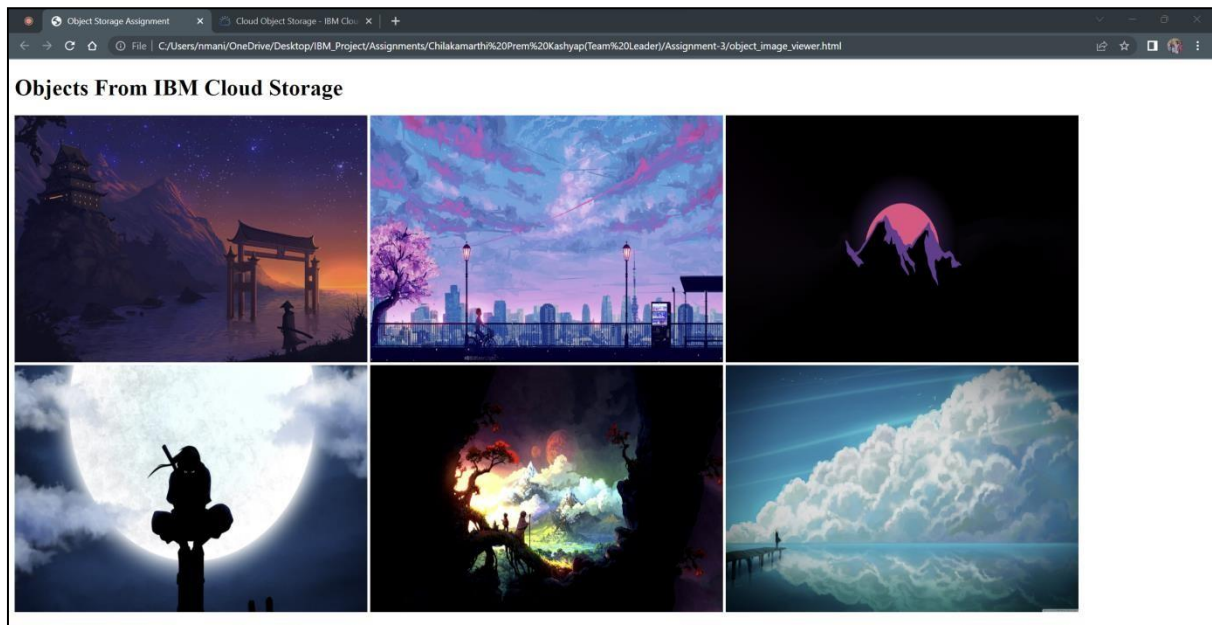 Object Storage Assignment
Cloud Object Storage - IBM Clou
File | C:/Users/nmani/OneDrive/Desktop/IBM_Project/Assignments/Chilakamarthi%20Prem%20Kashyap(Team%20Leader)/Assignment-3/object_image_viewer.html
Objects From IBM Cloud Storage